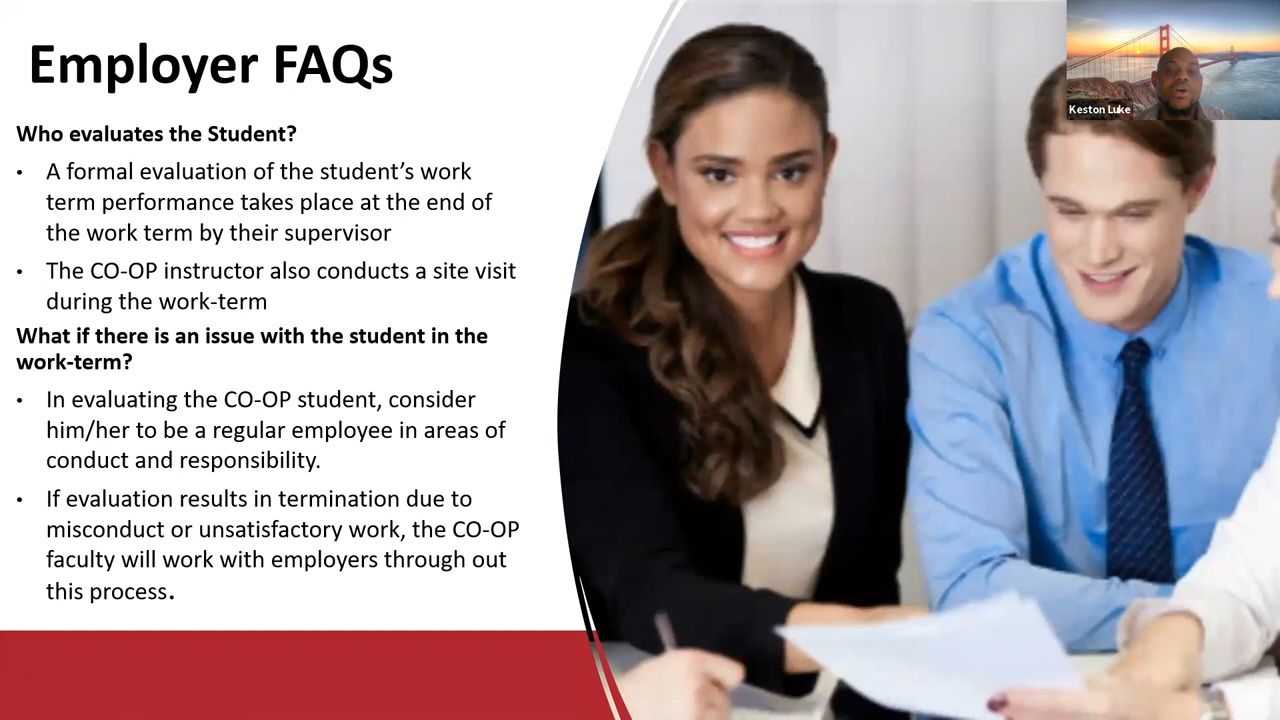 Employer FAQs
Keston Luke
Who evaluates the Student?
• A formal evaluation of the student’s work
term performance takes place at the end of
the work term by their supervisor
• The CO-OP instructor also conducts a site visit
during the work-term
What if there is an issue with the student in the
work-term?
• In evaluating the CO-OP student, consider
him/her to be a regular employee in areas of
conduct and responsibility.
• If evaluation results in termination due to
misconduct or unsatisfactory work, the CO-OP
faculty will work with employers through out
this process.